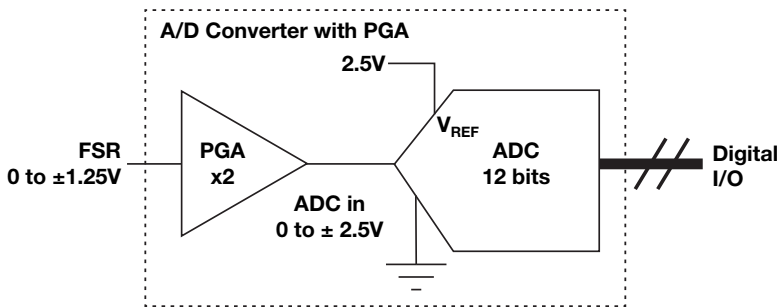 A/D Converter with PGA
2.5V
V_REF
FSR
0 to ±1.25V
PGA
x2
ADC in
0 to ± 2.5V
ADC
12 bits
Digital
I/O